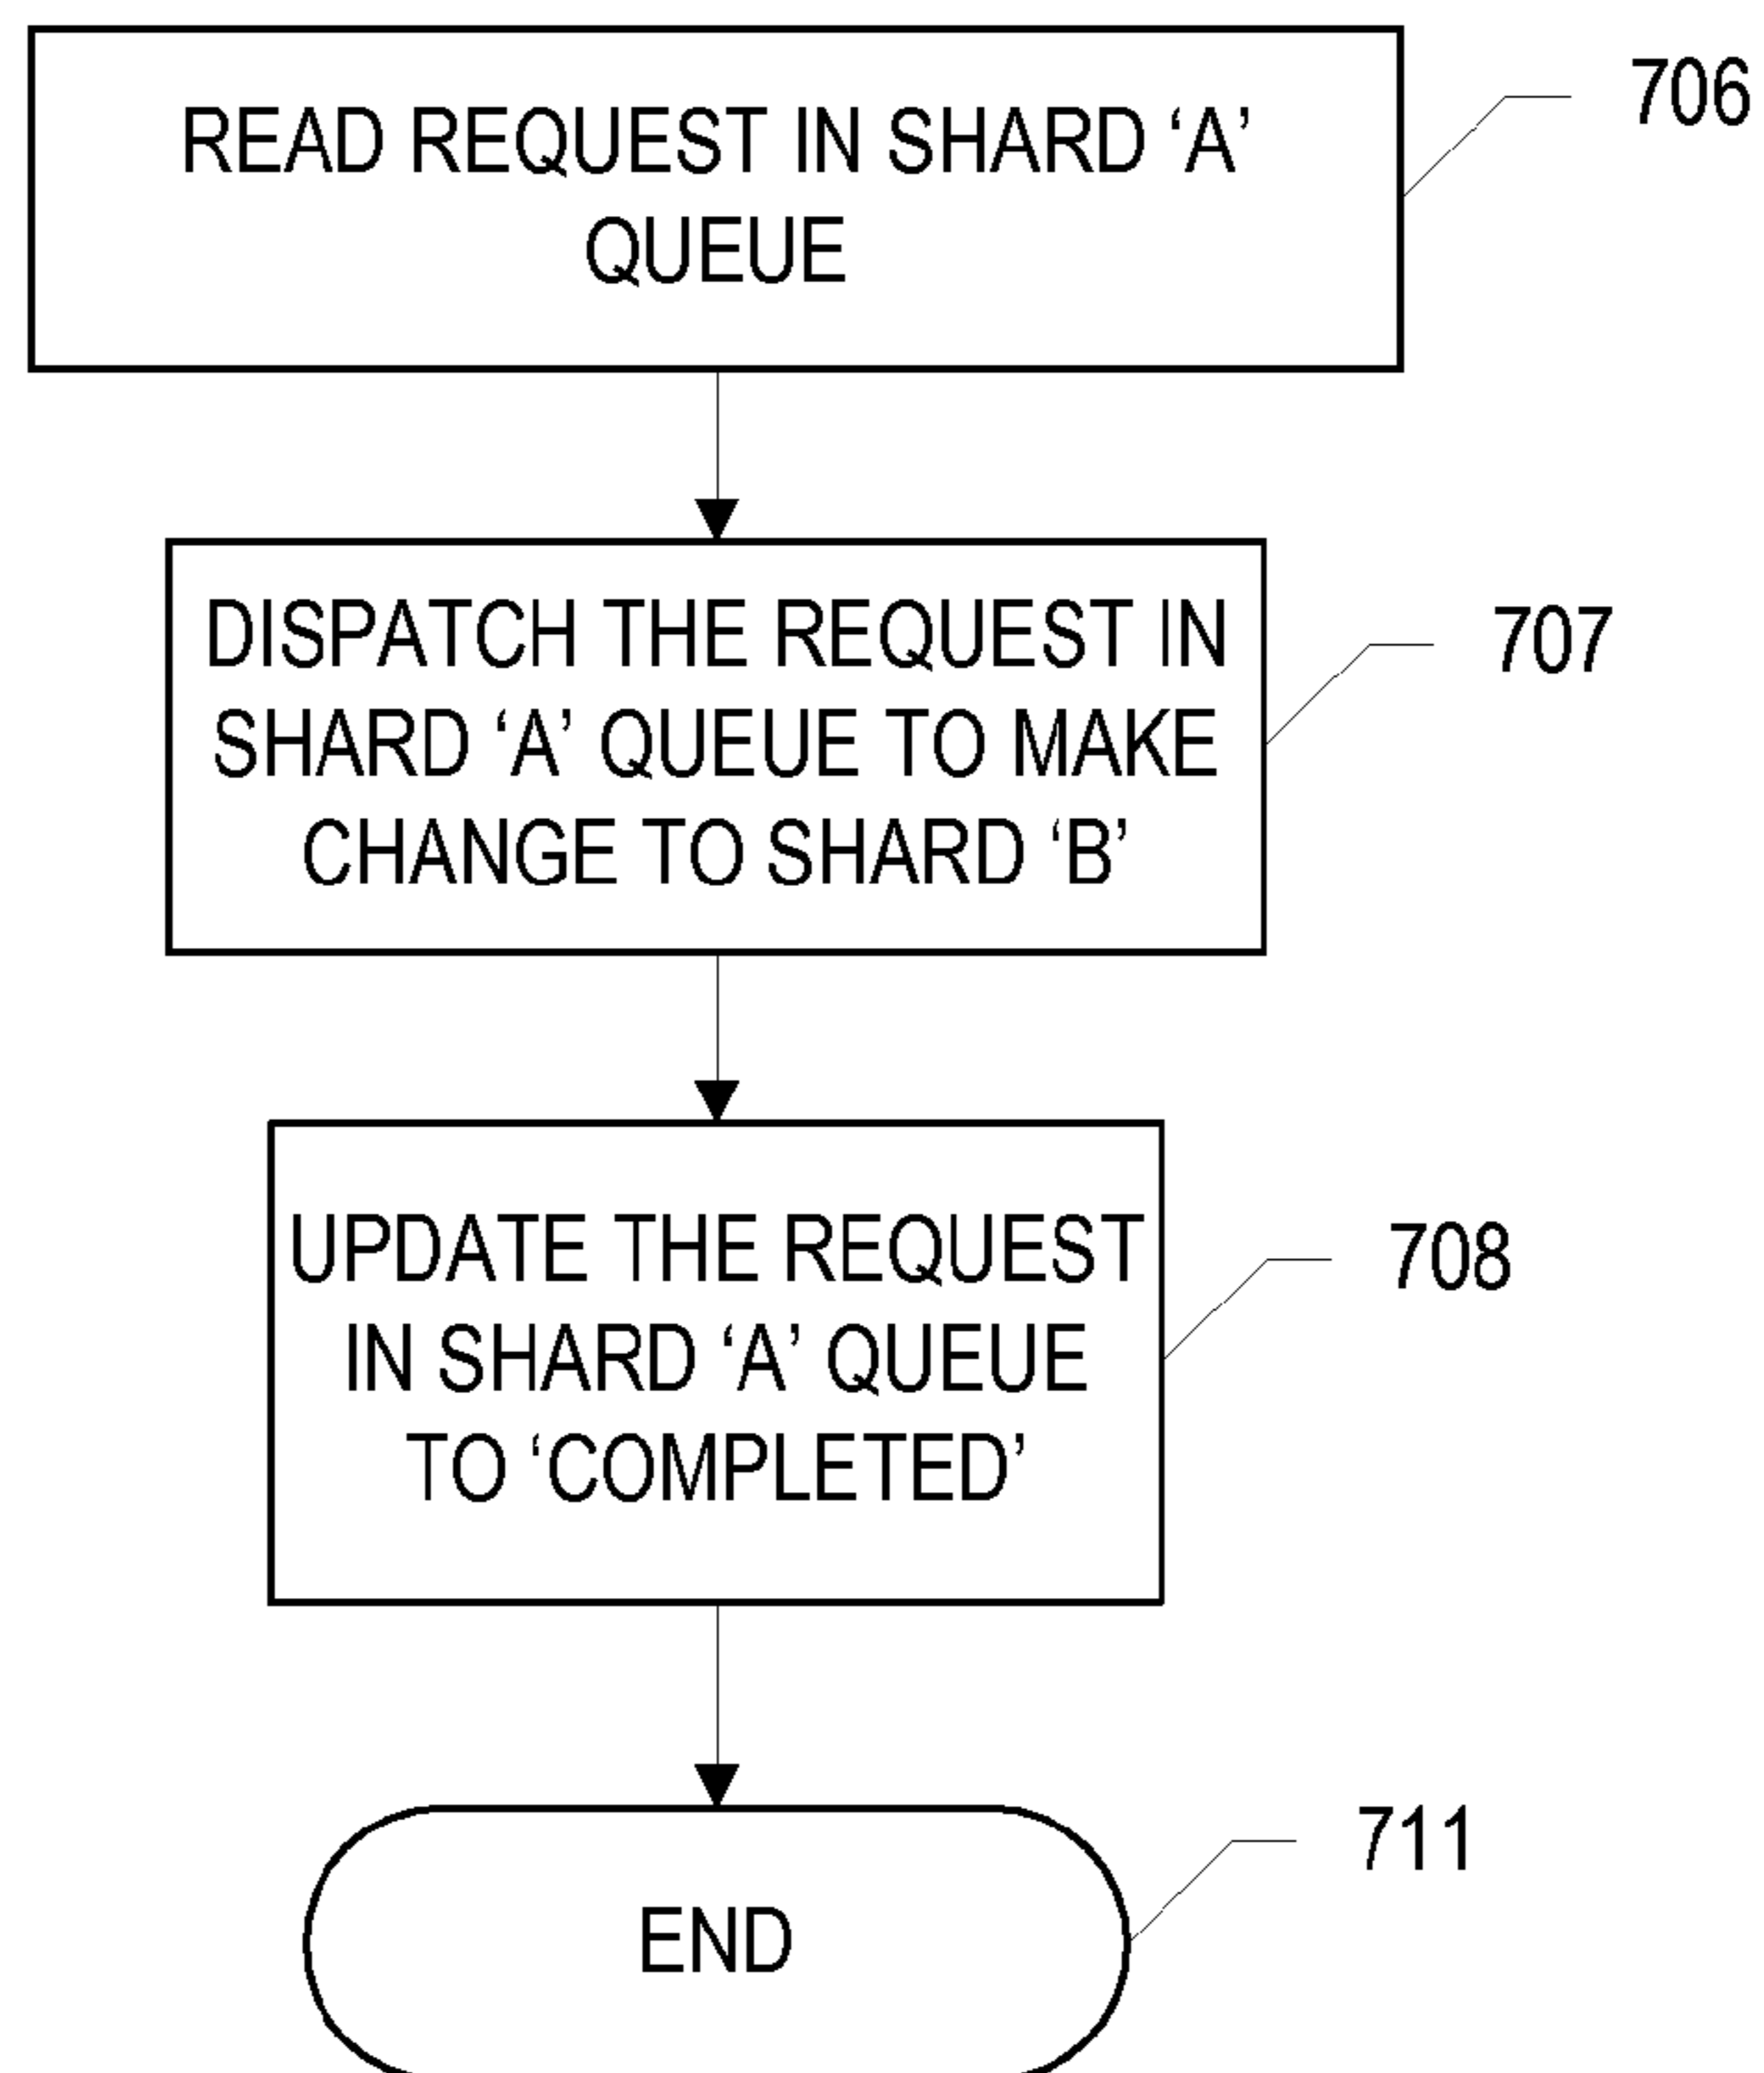 READ REQUEST IN SHARD ‘A’
QUEUE
706
DISPATCH THE REQUEST IN
SHARD ‘A’ QUEUE TO MAKE
CHANGE TO SHARD ‘B’
707
UPDATE THE REQUEST
IN SHARD ‘A’ QUEUE
TO ‘COMPLETED’
708
END
711